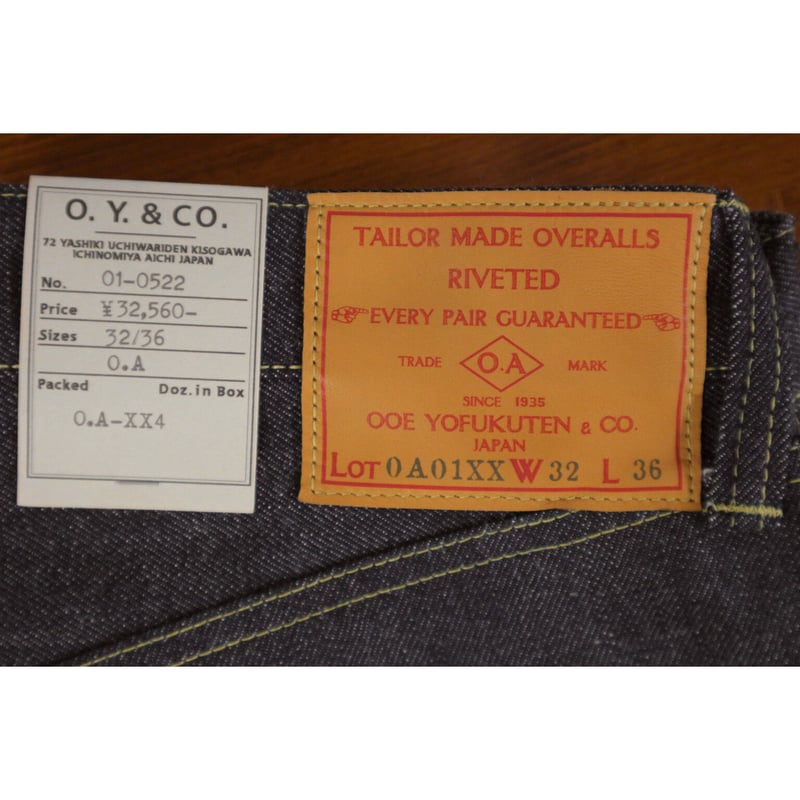 O. Y. & CO.
72 YASHIKI UCHIWARIDEN KISOGAWA
ICHINOMIYA AICHI JAPAN
No. 01-0522
Price ¥32,560-
Sizes 32/36
O.A
Packed Doz.in Box
O.A-XX4
TAILOR MADE OVERALLS
RIVETED
EVERY PAIR GUARANTEED
TRADE O.A MARK
SINCE 1935
OOE YOFUKUTEN & CO.
JAPAN
LOT 0A01XX W 32 L 36